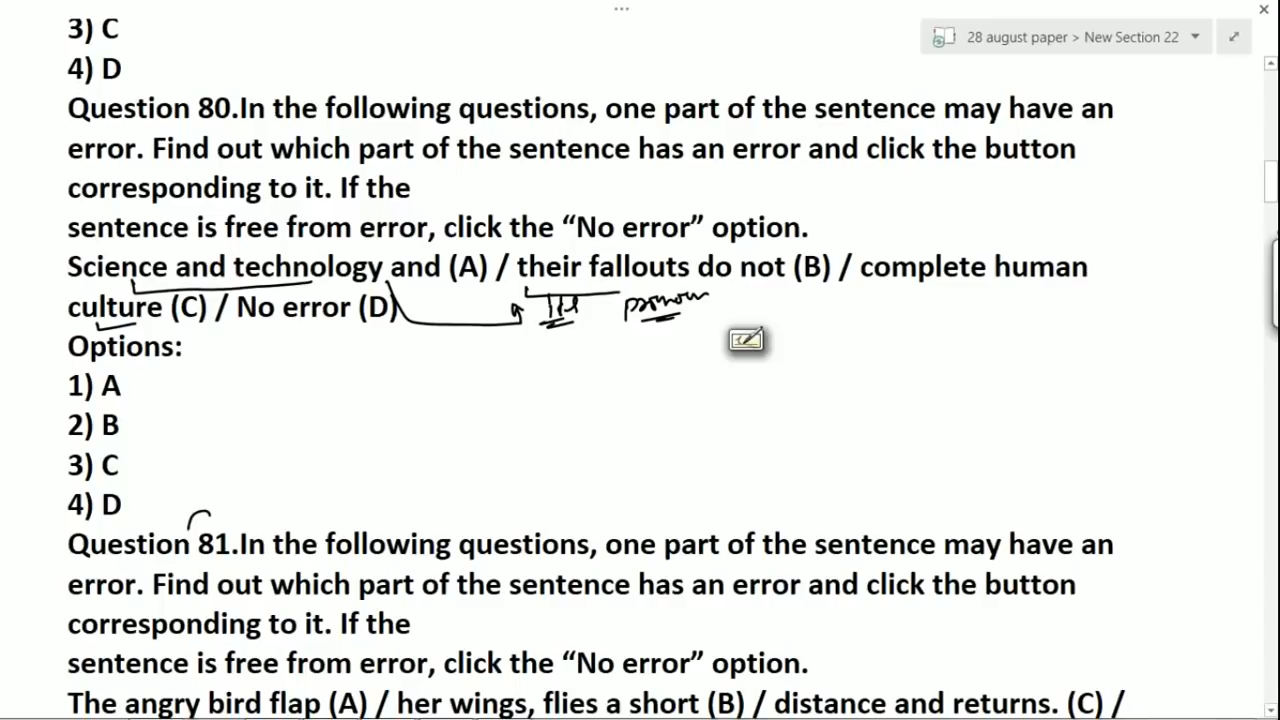 3) C
28 august paper > New Section 22
4) D
Question 80.In the following questions, one part of the sentence may have an
error. Find out which part of the sentence has an error and click the button
corresponding to it. If the
sentence is free from error, click the “No error” option.
Science and technology and (A) / their fallouts do not (B) / complete human
culture (C) / No error (D)
pronoun
Options:
1) A
2) B
3) C
4) D
Question 81.In the following questions, one part of the sentence may have an
error. Find out which part of the sentence has an error and click the button
corresponding to it. If the
sentence is free from error, click the “No error” option.
The angry bird flap (A) / her wings, flies a short (B) / distance and returns. (C) /